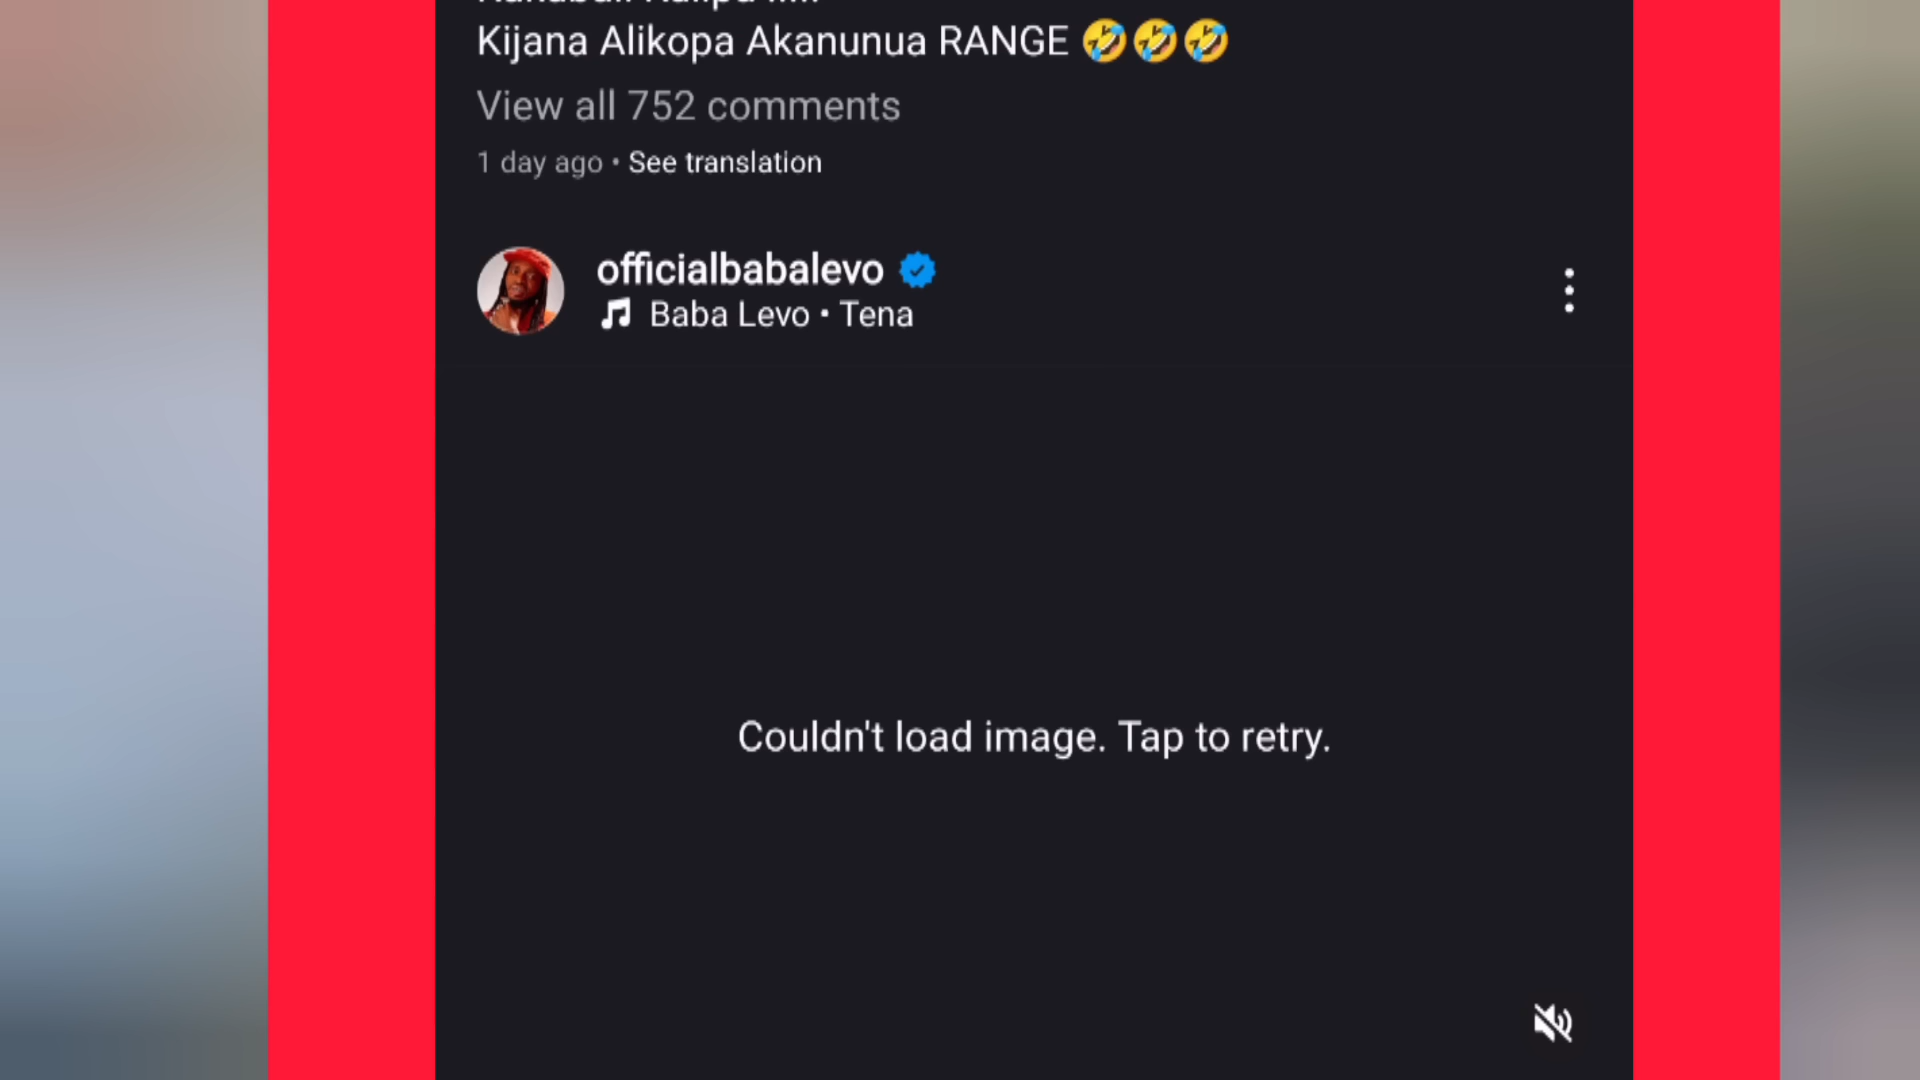 Kijana Alikopa Akanunua RANGE 🤣🤣🤣
View all 752 comments
1 day ago • See translation
officialbabalevo
Baba Levo • Tena
Couldn't load image. Tap to retry.